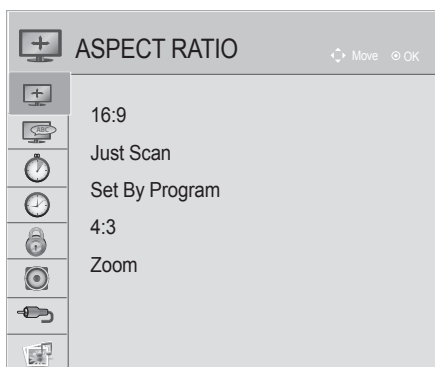 ASPECT RATIO
Move OK
ABC
16:9
Just Scan
Set By Program
4:3
Zoom